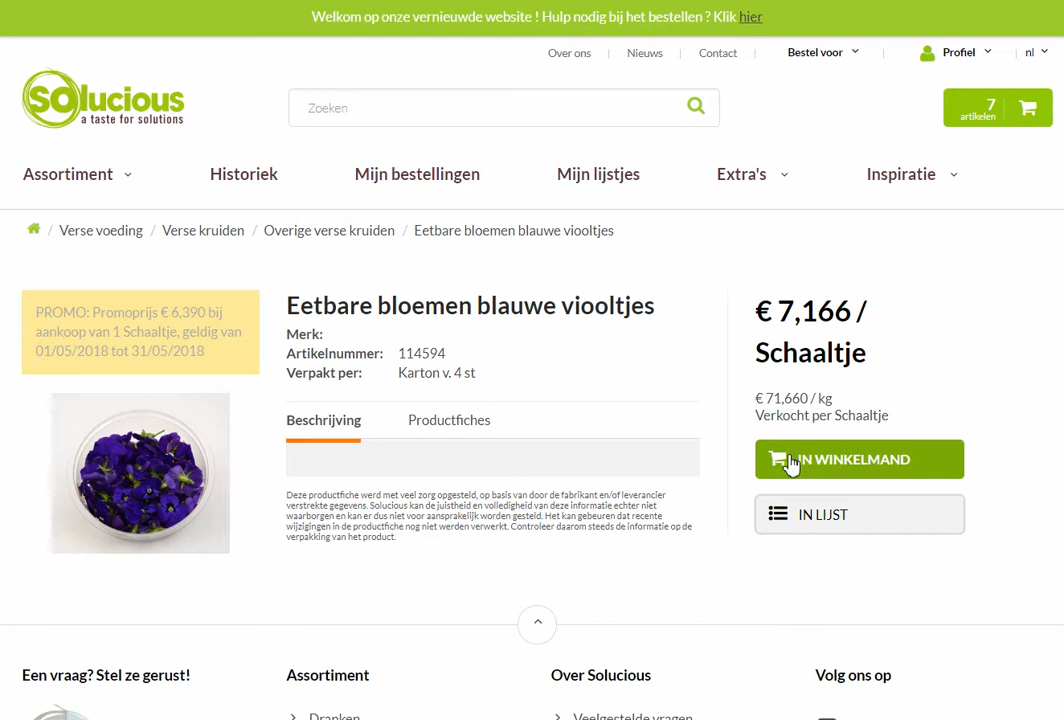 Welkom op onze vernieuwde website ! Hulp nodig bij het bestellen ? Klik hier
Over ons
Nieuws
Contact
Bestel voor
Profiel
nl
solucious
a taste for solutions
Zoeken
7
artikelen
Assortiment
Historiek
Mijn bestellingen
Mijn lijstjes
Extra's
Inspiratie
/ Verse voeding / Verse kruiden / Overige verse kruiden / Eetbare bloemen blauwe viooltjes
PROMO: Promoprijs € 6,390 bij
aankoop van 1 Schaaltje, geldig van
01/05/2018 tot 31/05/2018
Eetbare bloemen blauwe viooltjes
Merk:
Artikelnummer: 114594
Verpakt per: Karton v. 4 st
Beschrijving
Productfiches
Deze productfiche werd met veel zorg opgesteld, op basis van door de fabrikant en/of leverancier
verstrekte gegevens. Solucious kan de juistheid en volledigheid van deze informatie echter niet
waarborgen en kan er dus niet voor aansprakelijk worden gesteld. Het kan gebeuren dat recente
wijzigingen in de productfiche nog niet werden verwerkt. Controleer daarom steeds de informatie op de
verpakking van het product.
€ 7,166 /
Schaaltje
€ 71,660 / kg
Verkocht per Schaaltje
IN WINKELMAND
IN LIJST
Een vraag? Stel ze gerust!
Assortiment
Over Solucious
Volg ons op
Dranken
Veelgestelde vragen